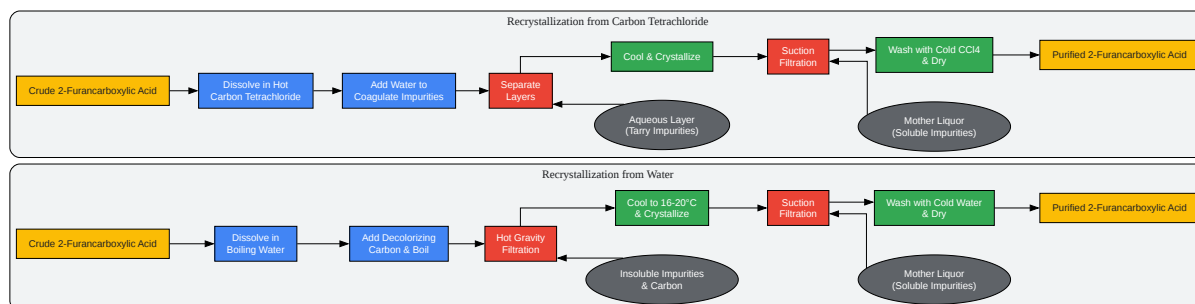 Recrystallization from Carbon Tetrachloride
Crude 2-Furancarboxylic Acid
Dissolve in Hot
Carbon Tetrachloride
Add Water to
Coagulate Impurities
Separate
Layers
Cool & Crystallize
Aqueous Layer
(Tarry Impurities)
Suction
Filtration
Wash with Cold CCl4
& Dry
Mother Liquor
(Soluble Impurities)
Purified 2-Furancarboxylic Acid
Recrystallization from Water
Crude 2-Furancarboxylic Acid
Dissolve in
Boiling Water
Add Decolorizing
Carbon & Boil
Hot Gravity
Filtration
Cool to 16-20°C
& Crystallize
Insoluble Impurities
& Carbon
Suction
Filtration
Wash with Cold Water
& Dry
Mother Liquor
(Soluble Impurities)
Purified 2-Furancarboxylic Acid